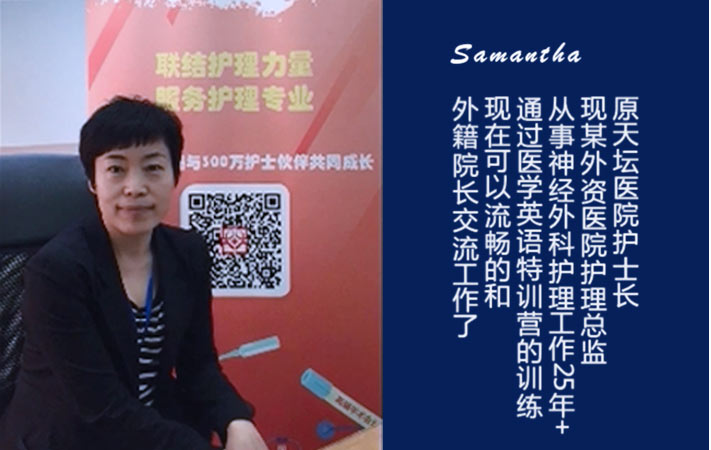 联结护理力量
服务护理专业
与300万护士伙伴共同成长
Samantha
原天坛医院护士长
现某外资医院护理总监
从事神经外科护理工作25年+
通过医学英语特训营的训练
现在可以流畅的和
外籍院长交流工作了